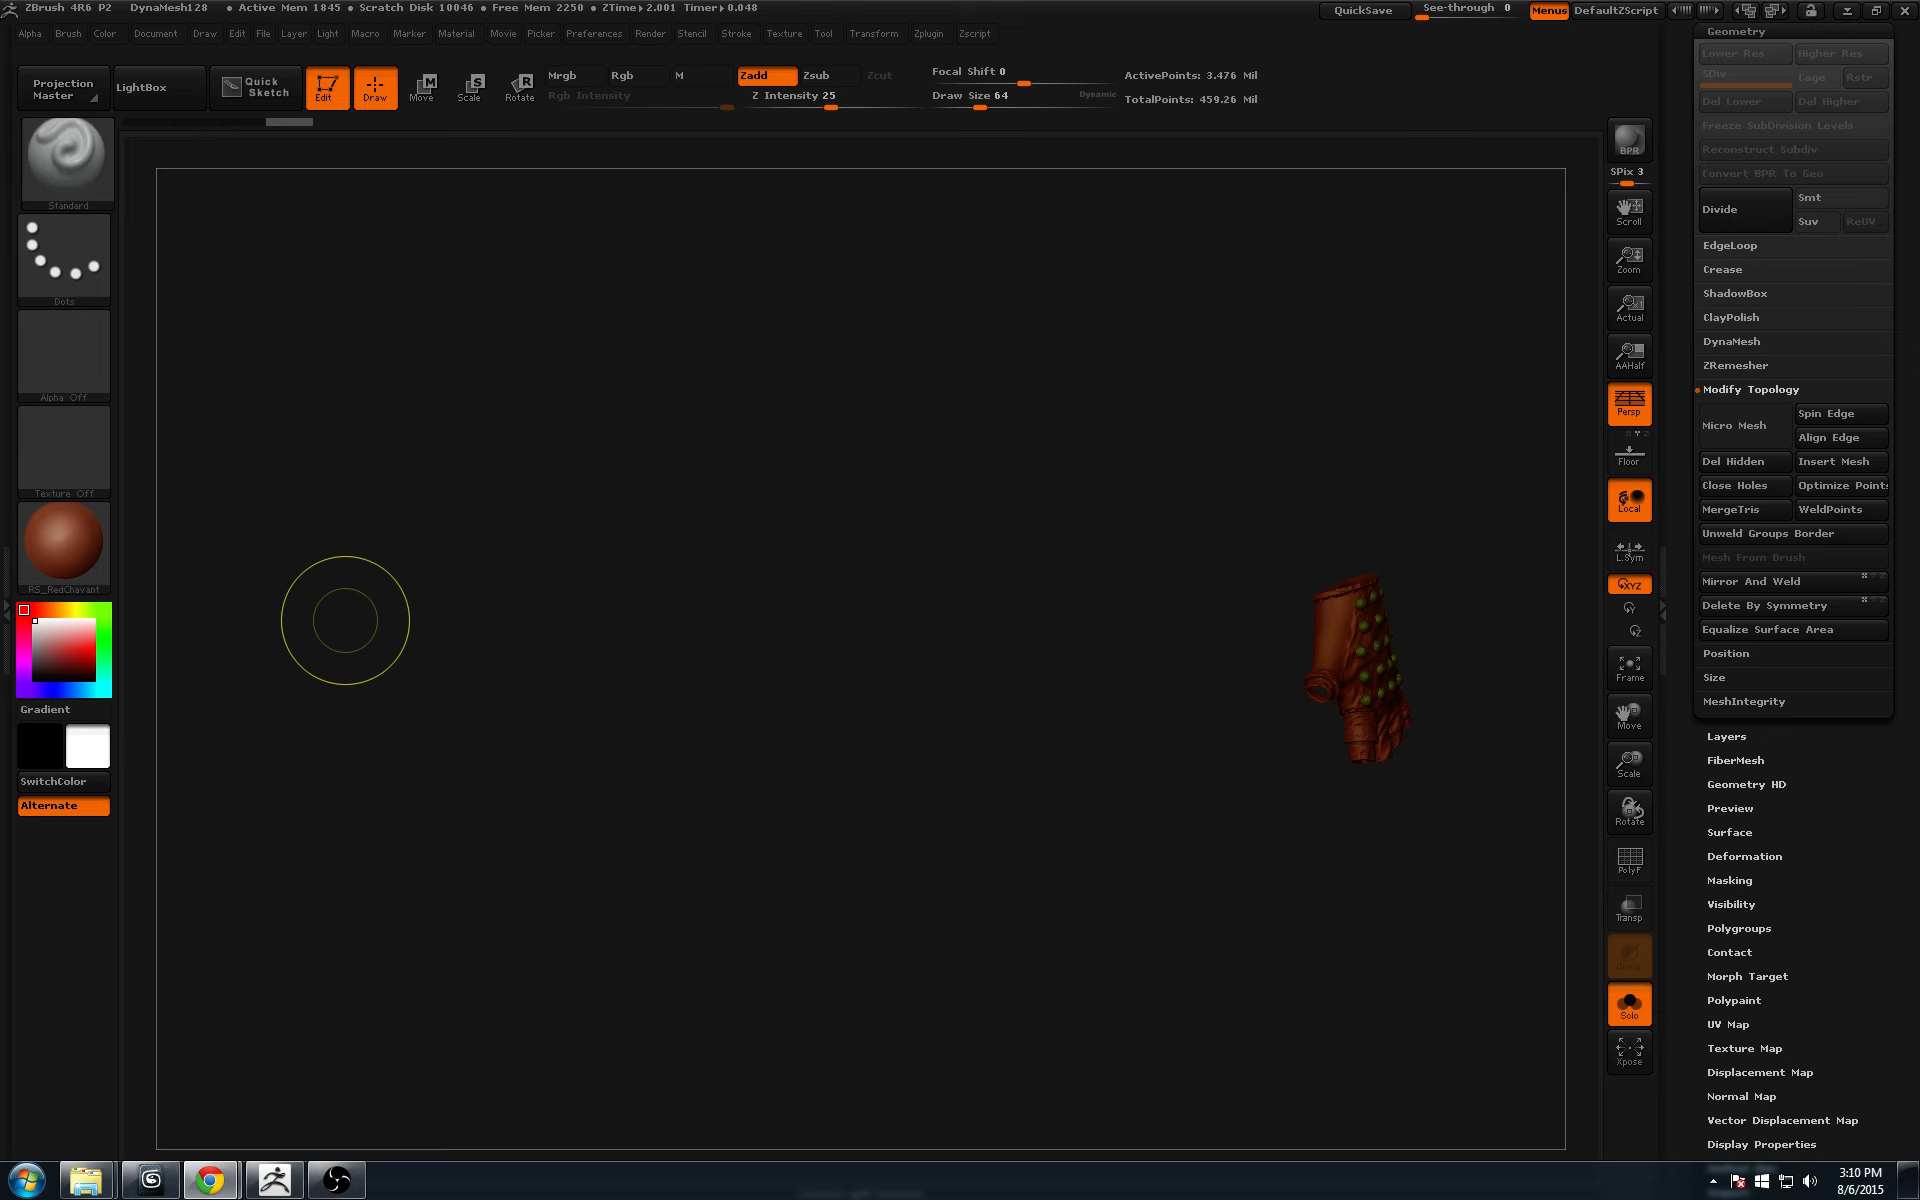 ZBrush 4R6 P2 DynaMesh128 • Active Mem 1845 • Scratch Disk 10046 • Free Mem 2250 • ZTime▸2.001 Timer▸0.048
QuickSave See-through 0 Menus DefaultZScript
Alpha Brush Color Document Draw Edit File Layer Light Macro Marker Material Movie Picker Preferences Render Stencil Stroke Texture Tool Transform Zplugin Zscript
Projection Master
LightBox
Quick Sketch
Edit
Draw
Move
Scale
Rotate
Mrgb Rgb M
Rgb Intensity
Zadd Zsub Zcut
Z Intensity 25
Focal Shift 0
Draw Size 64 Dynamic
ActivePoints: 3.476 Mil
TotalPoints: 459.26 Mil
Standard
Dots
Alpha Off
Texture Off
RS_RedChavant
Gradient
SwitchColor
Alternate
BPR
SPix 3
Scroll
Zoom
Actual
AAHalf
Persp
Floor
Local
L.Sym
XYZ
Y
Z
Frame
Move
Scale
Rotate
PolyF
Transp
Ghost
Solo
Xpose
Geometry
Lower Res Higher Res
SDiv Cage Rstr
Del Lower Del Higher
Freeze SubDivision Levels
Reconstruct Subdiv
Convert BPR To Geo
Divide Smt
Suv ReUV
EdgeLoop
Crease
ShadowBox
ClayPolish
DynaMesh
ZRemesher
Modify Topology
Micro Mesh Spin Edge
Align Edge
Del Hidden Insert Mesh
Close Holes Optimize Points
MergeTris WeldPoints
Unweld Groups Border
Mesh From Brush
Mirror And Weld
Delete By Symmetry
Equalize Surface Area
Position
Size
MeshIntegrity
Layers
FiberMesh
Geometry HD
Preview
Surface
Deformation
Masking
Visibility
Polygroups
Contact
Morph Target
Polypaint
UV Map
Texture Map
Displacement Map
Normal Map
Vector Displacement Map
Display Properties
3:10 PM
8/6/2015